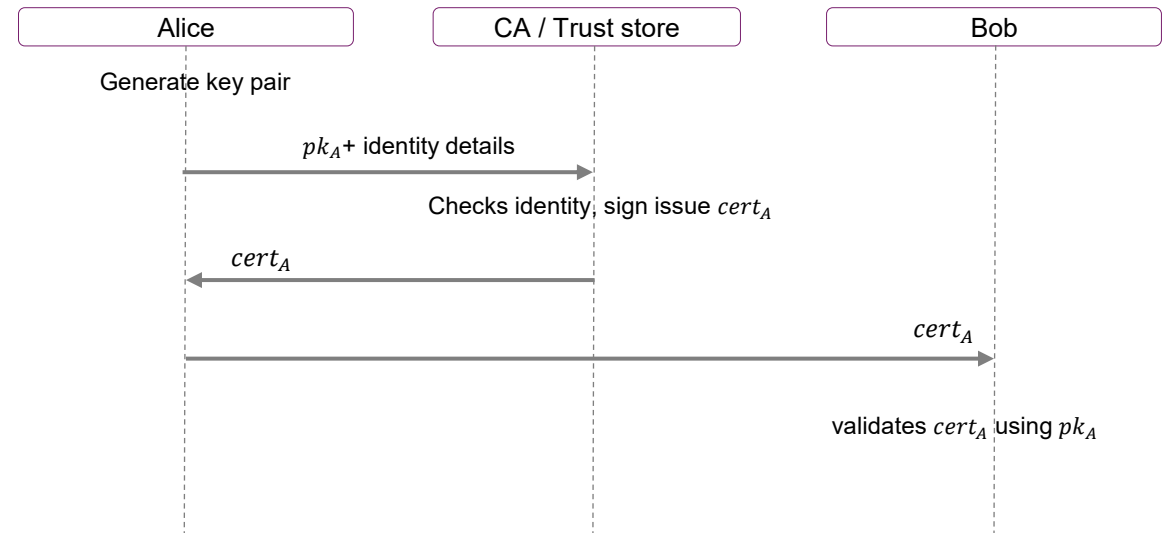 Alice
CA / Trust store
Bob
Generate key pair
𝑝𝑘_𝐴+ identity details
Checks identity, sign issue 𝑐𝑒𝑟𝑡_𝐴
𝑐𝑒𝑟𝑡_𝐴
𝑐𝑒𝑟𝑡_𝐴
validates 𝑐𝑒𝑟𝑡_𝐴 using 𝑝𝑘_𝐴